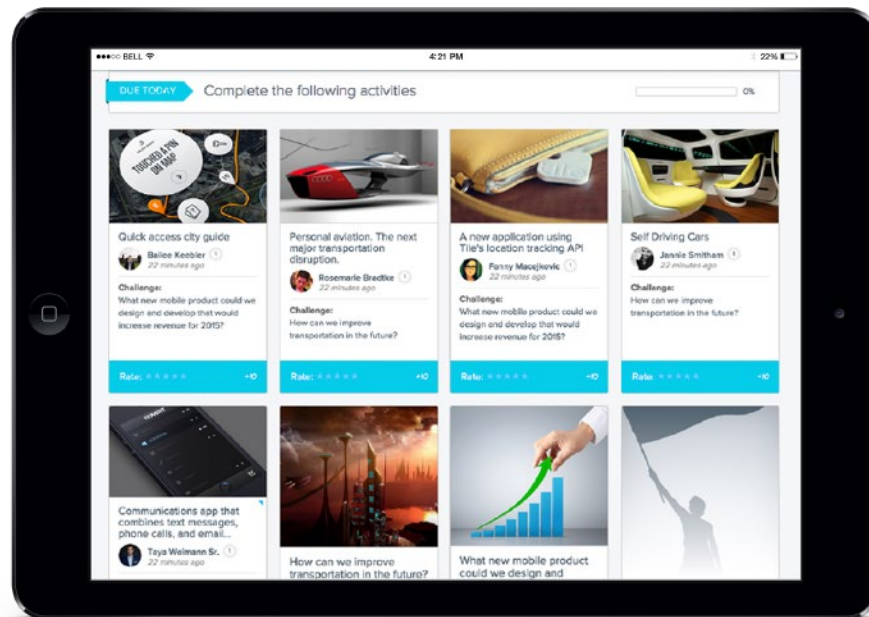 BELL 4:21 PM 22%
DUE TODAY Complete the following activities 0%
TOUCHED A PIN
ON MAP
Quick access city guide
Bailee Keebler 1
22 minutes ago
Challenge:
What new mobile product could we
design and develop that would
increase revenue for 2015?
Rate: +10
Personal aviation. The next
major transportation
disruption.
Rosemarie Bradtke 1
22 minutes ago
Challenge:
How can we improve
transportation in the future?
Rate: +10
A new application using
Tile's location tracking API
Fanny Macejkovic 1
22 minutes ago
Challenge:
What new mobile product could we
design and develop that would
increase revenue for 2015?
Rate: +10
Self Driving Cars
Jannie Smitham 1
22 minutes ago
Challenge:
How can we improve
transportation in the future?
Rate: +10
Communications app that
combines text messages,
phone calls, and email...
Taya Weimann Sr. 1
22 minutes ago
How can we improve
transportation in the future?
What new mobile product
could we design and